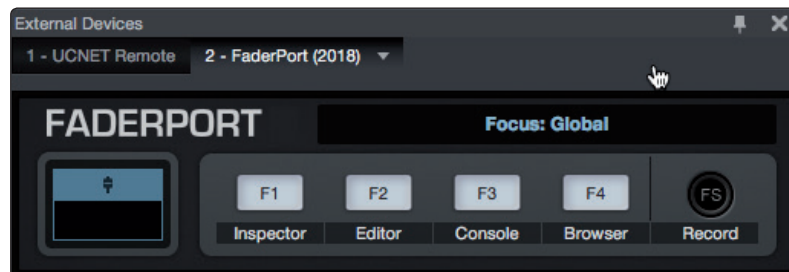 External Devices
1 - UCNET Remote 2 - FaderPort (2018)
FADERPORT Focus: Global
F1 F2 F3 F4 FS
Inspector Editor Console Browser Record